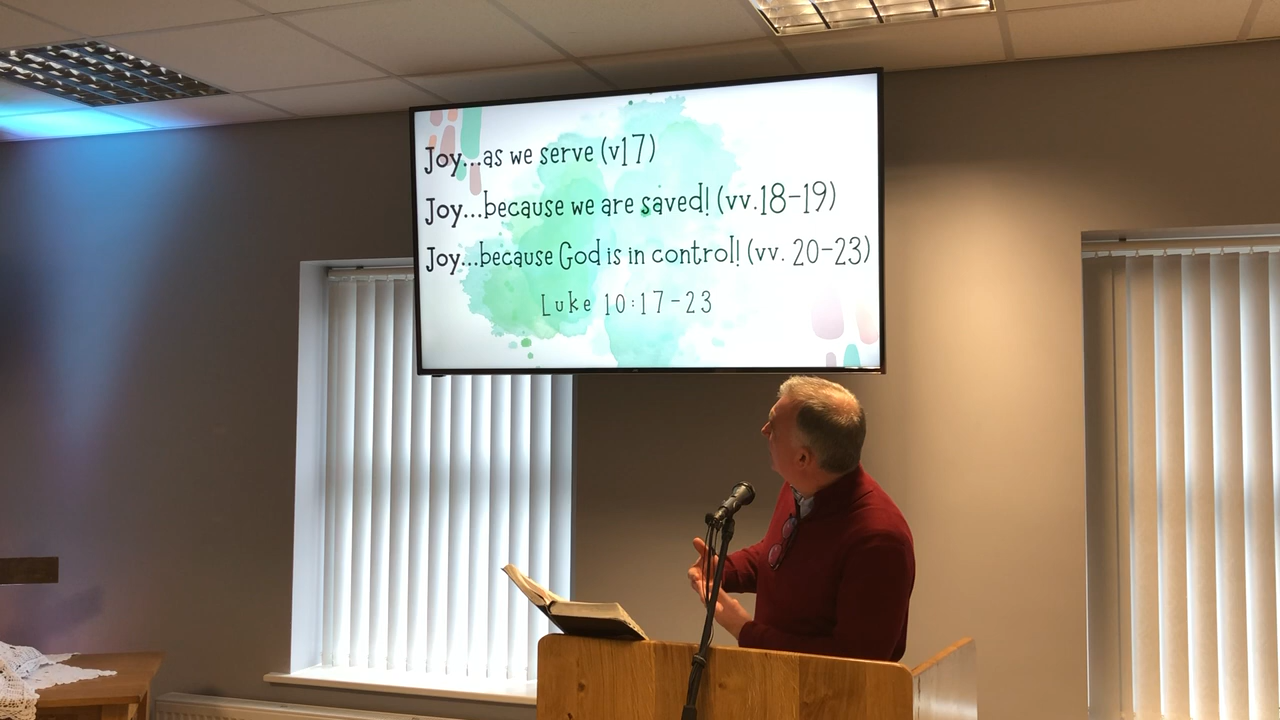 Joy...as we serve (v17)
Joy...because we are saved! (vv.18-19)
Joy...because God is in control! (vv. 20-23)
Luke 10:17-23